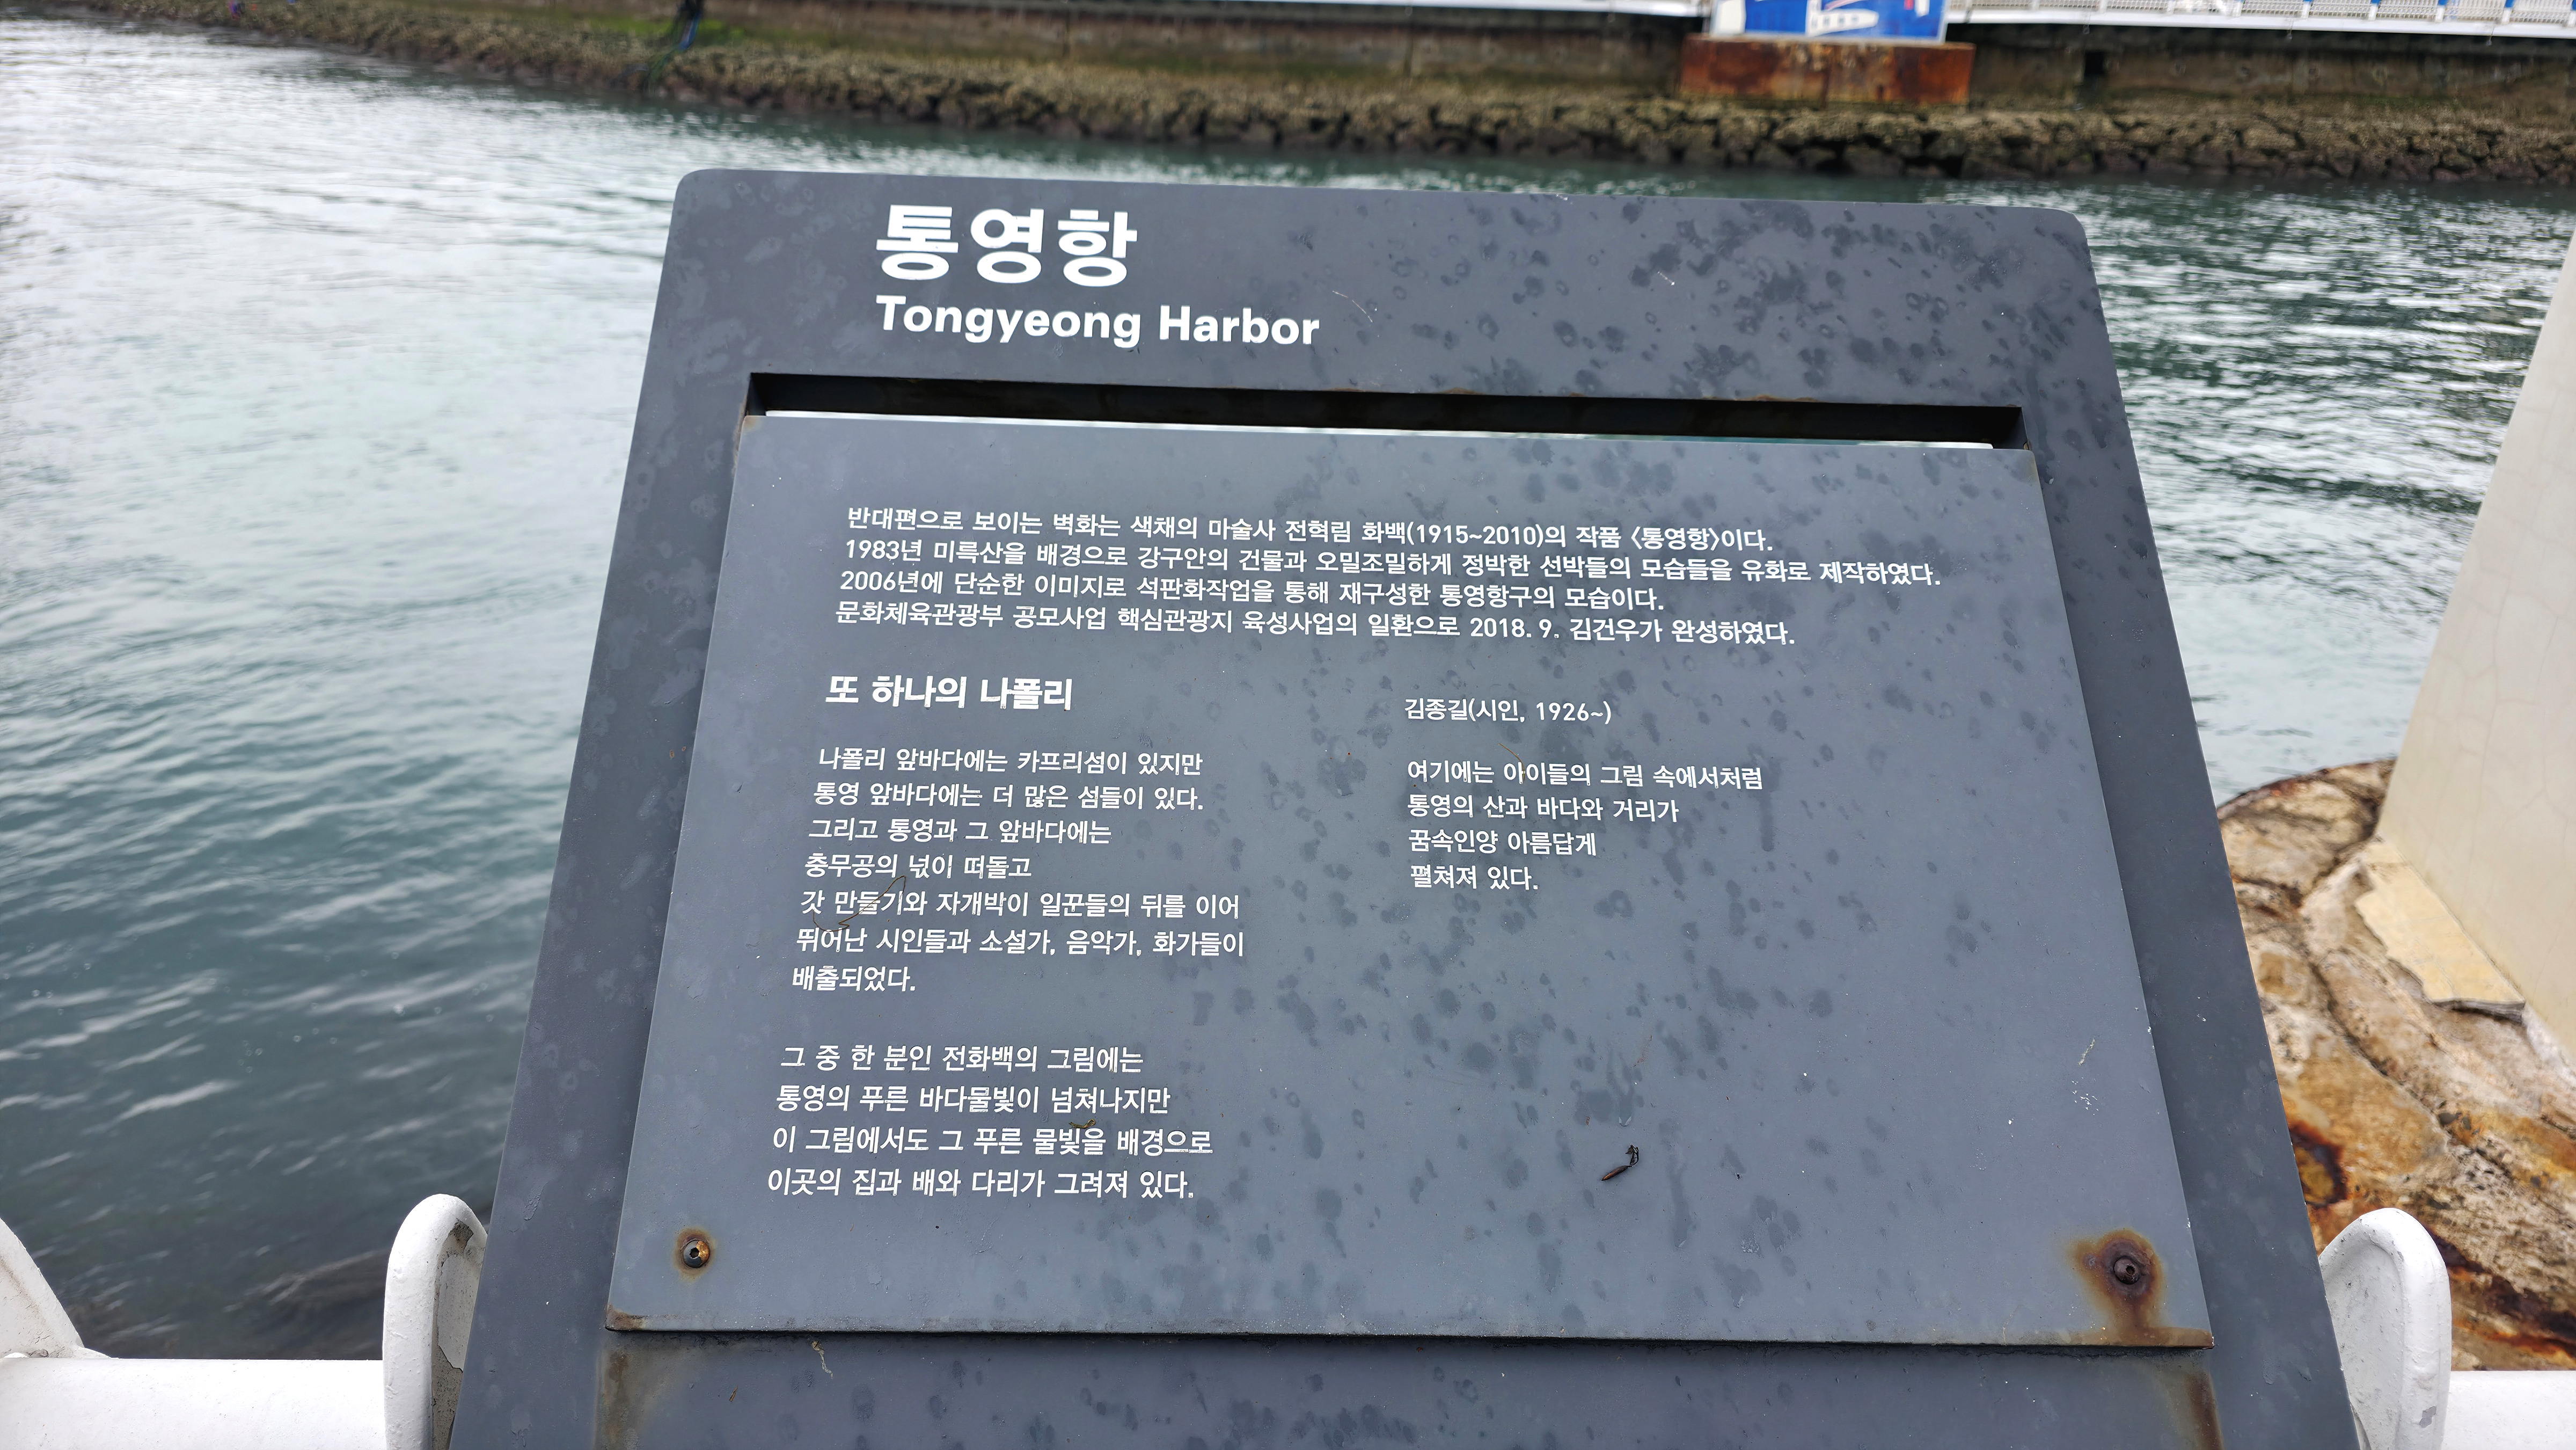 통영항
Tongyeong Harbor
반대편으로 보이는 벽화는 색채의 마술사 전혁림 화백(1915~2010)의 작품 〈통영항〉이다.
1983년 미륵산을 배경으로 강구안의 건물과 오밀조밀하게 정박한 선박들의 모습들을 유화로 제작하였다.
2006년에 단순한 이미지로 석판화작업을 통해 재구성한 통영항구의 모습이다.
문화체육관광부 공모사업 핵심관광지 육성사업의 일환으로 2018. 9. 김건우가 완성하였다.
또 하나의 나폴리
김종길(시인, 1926~)
나폴리 앞바다에는 카프리섬이 있지만
통영 앞바다에는 더 많은 섬들이 있다.
그리고 통영과 그 앞바다에는
충무공의 넋이 떠돌고
갓 만들기와 자개박이 일꾼들의 뒤를 이어
뛰어난 시인들과 소설가, 음악가, 화가들이
배출되었다.
그 중 한 분인 전화백의 그림에는
통영의 푸른 바다물빛이 넘쳐나지만
이 그림에서도 그 푸른 물빛을 배경으로
이곳의 집과 배와 다리가 그려져 있다.
여기에는 아이들의 그림 속에서처럼
통영의 산과 바다와 거리가
꿈속인양 아름답게
펼쳐져 있다.